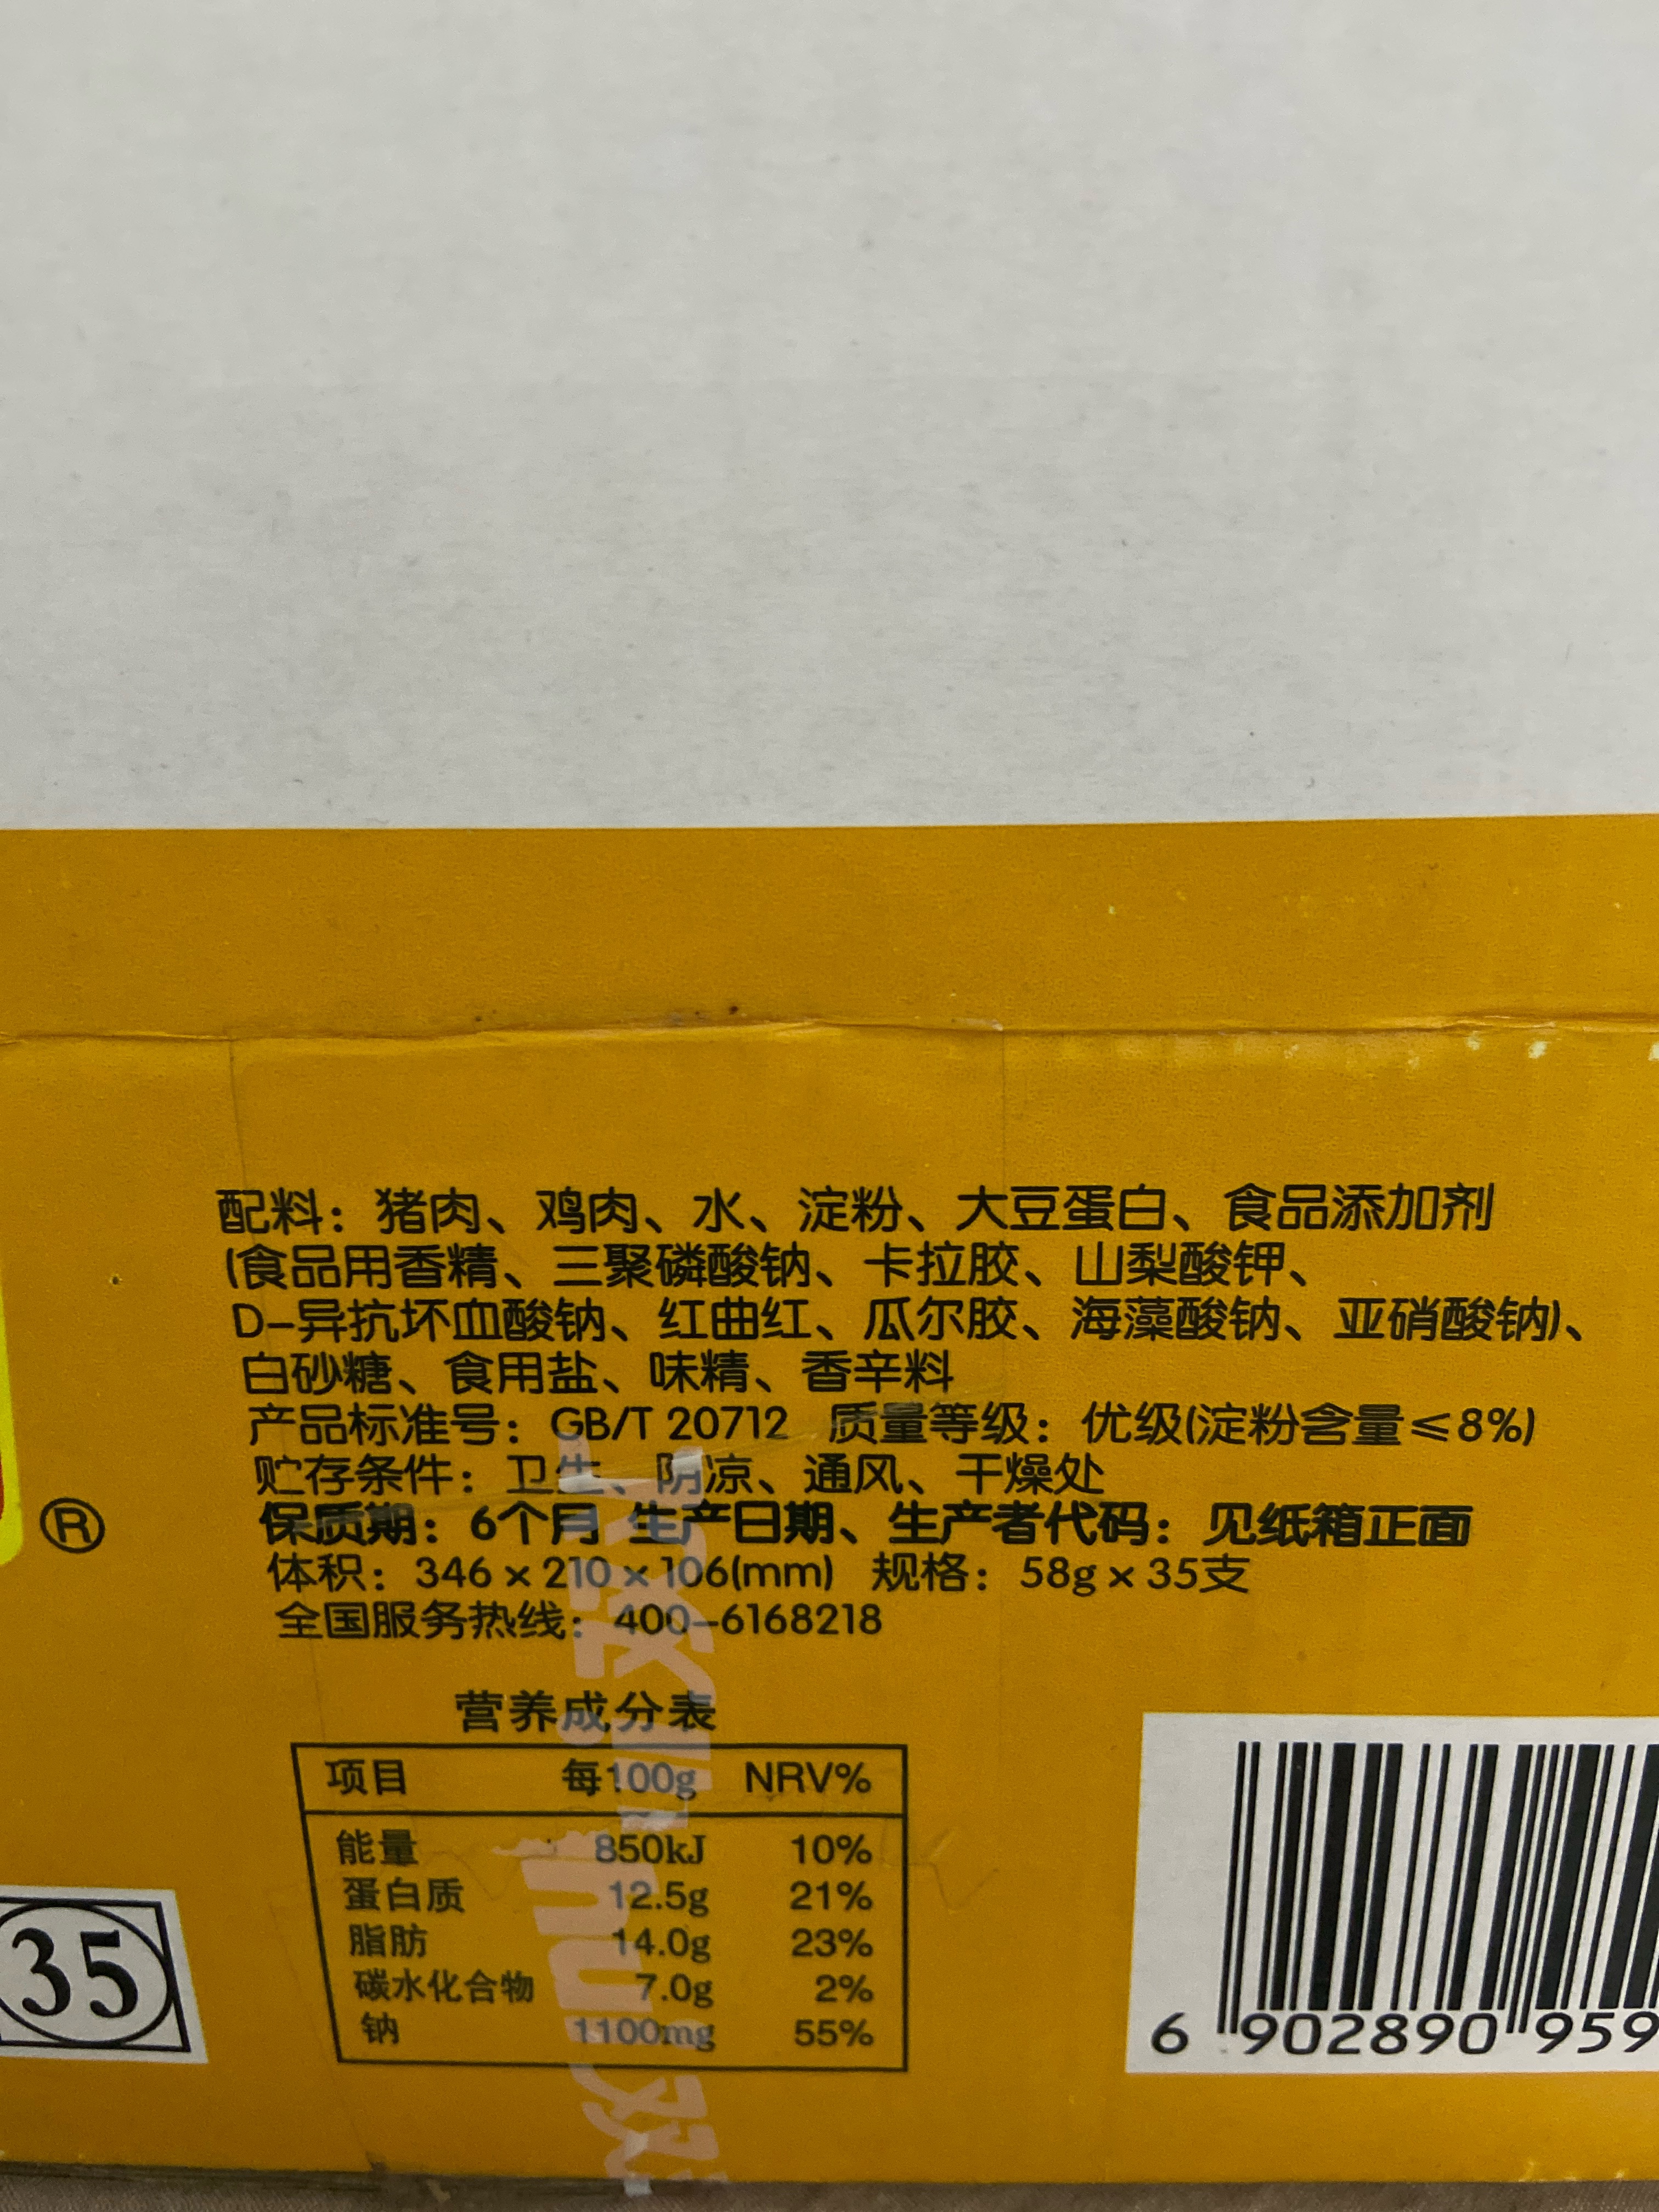 配料：猪肉、鸡肉、水、淀粉、大豆蛋白、食品添加剂
(食品用香精、三聚磷酸钠、卡拉胶、山梨酸钾、
D-异抗坏血酸钠、红曲红、瓜尔胶、海藻酸钠、亚硝酸钠)、
白砂糖、食用盐、味精、香辛料
产品标准号：GB/T 20712 质量等级：优级(淀粉含量≤8%)
贮存条件：卫生、阴凉、通风、干燥处
®
保质期：6个月 生产日期、生产者代码：见纸箱正面
体积：346×210×106(mm) 规格：58g×35支
全国服务热线：400-6168218
营养成分表
项目 每100g NRV%
能量 850kJ 10%
蛋白质 12.5g 21%
脂肪 14.0g 23%
碳水化合物 7.0g 2%
钠 1100mg 55%
35
6 902890 959